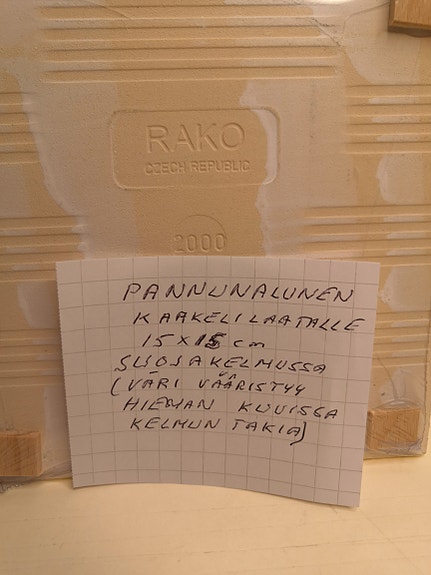 RAKO
CZECH REPUBLIC
2000
PANNUNALUNEN
KAAKELILAATALLE
15 x 15 cm
SUOJAKELMUSSA
(VÄRI VÄÄRISTYY
HIEMAN KUVISSA
KELMUN TAKIA)